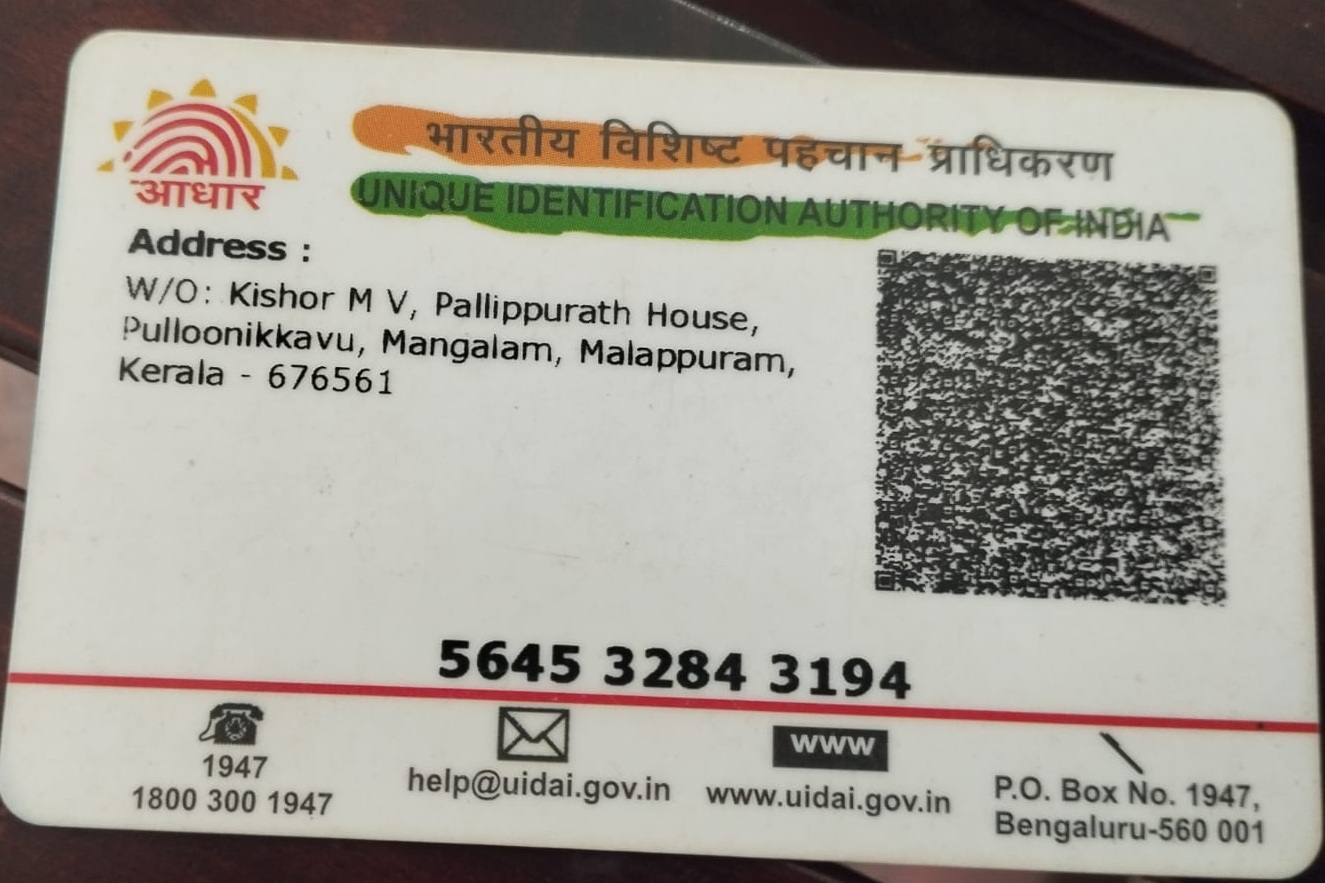 आधार
भारतीय विशिष्ट पहचान प्राधिकरण
UNIQUE IDENTIFICATION AUTHORITY OF INDIA
Address :
W/O: Kishor M V, Pallippurath House,
Pulloonikkavu, Mangalam, Malappuram,
Kerala - 676561
5645 3284 3194
1947
1800 300 1947
help@uidai.gov.in
www
www.uidai.gov.in
P.O. Box No. 1947,
Bengaluru-560 001